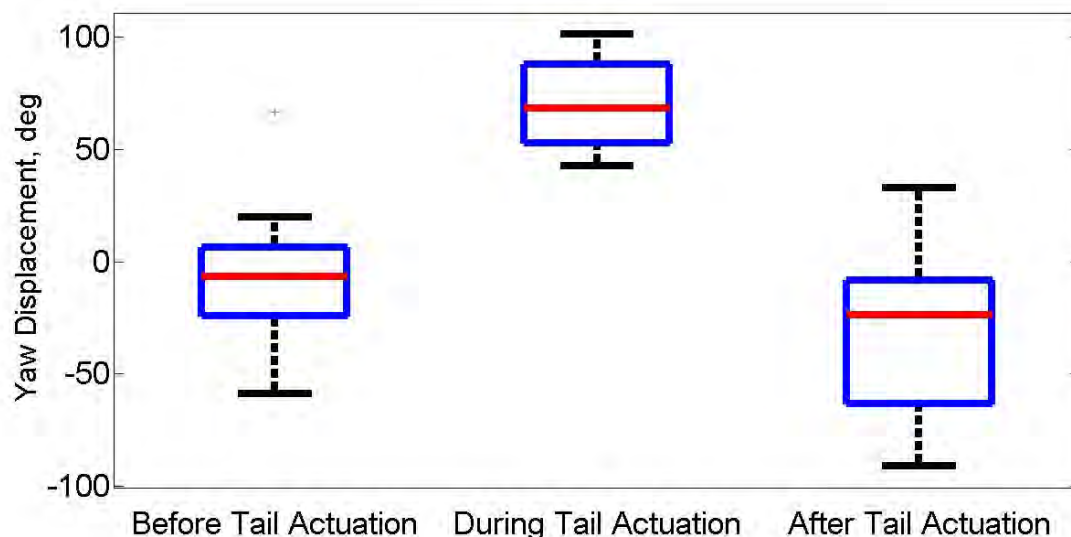 100
50
0
-50
-100
Yaw Displacement, deg
Before Tail Actuation
During Tail Actuation
After Tail Actuation